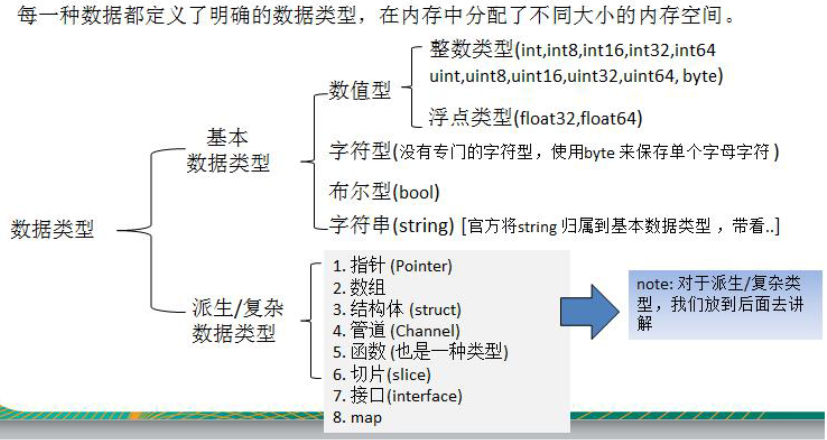 每一种数据都定义了明确的数据类型，在内存中分配了不同大小的内存空间。
数据类型
基本
数据类型
数值型
整数类型(int,int8,int16,int32,int64
uint,uint8,uint16,uint32,uint64, byte)
浮点类型(float32,float64)
字符型(没有专门的字符型，使用byte 来保存单个字母字符)
布尔型(bool)
字符串(string) [官方将string 归属到基本数据类型 ，带看..]
派生/复杂
数据类型
1. 指针 (Pointer)
2. 数组
3. 结构体 (struct)
4. 管道 (Channel)
5. 函数 (也是一种类型)
6. 切片(slice)
7. 接口(interface)
8. map
note: 对于派生/复杂类
型，我们放到后面去讲
解